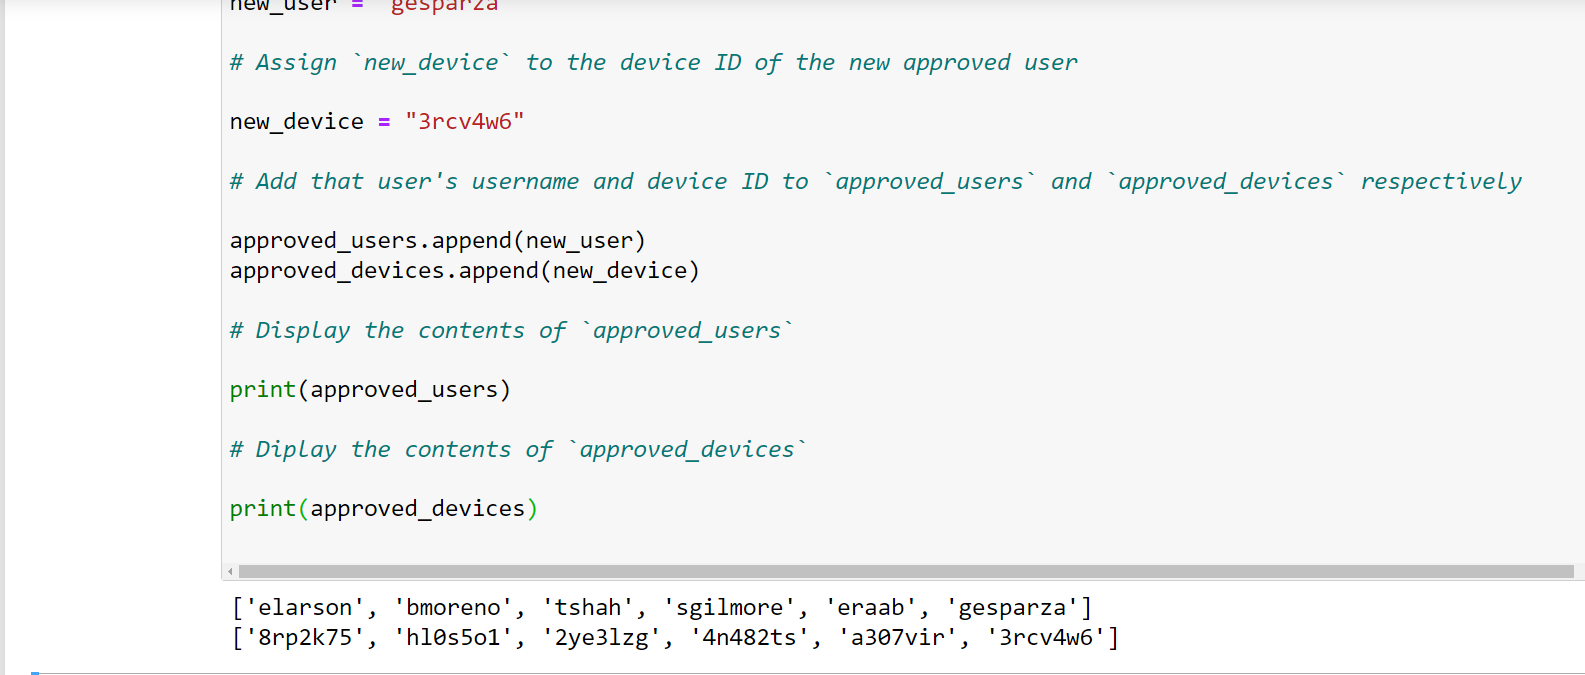 new_user = "gesparza"
# Assign `new_device` to the device ID of the new approved user
new_device = "3rcv4w6"
# Add that user's username and device ID to `approved_users` and `approved_devices` respectively
approved_users.append(new_user)
approved_devices.append(new_device)
# Display the contents of `approved_users`
print(approved_users)
# Diplay the contents of `approved_devices`
print(approved_devices)
['elarson', 'bmoreno', 'tshah', 'sgilmore', 'eraab', 'gesparza']
['8rp2k75', 'hl0s5o1', '2ye3lzg', '4n482ts', 'a307vir', '3rcv4w6']